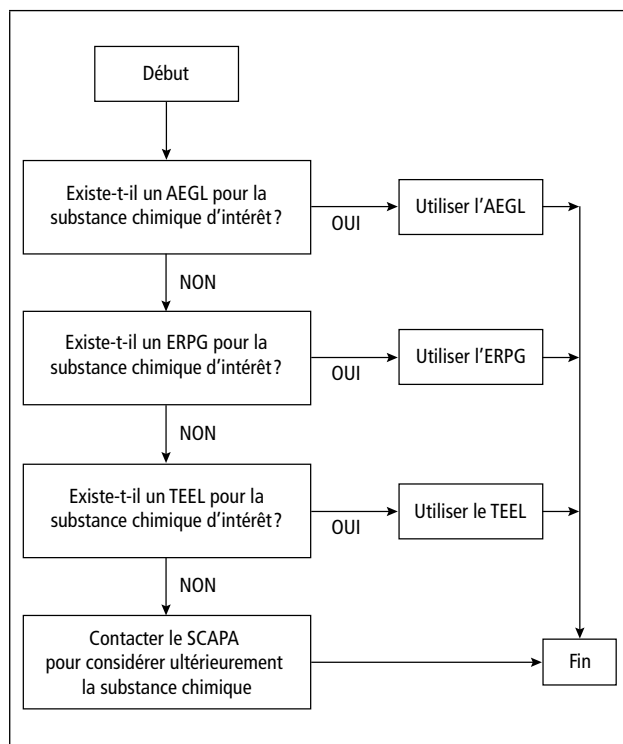 Début
Existe-t-il un AEGL pour la
substance chimique d'intérêt ?
OUI
Utiliser l'AEGL
NON
Existe-t-il un ERPG pour la
substance chimique d'intérêt ?
OUI
Utiliser l'ERPG
NON
Existe-t-il un TEEL pour la
substance chimique d'intérêt ?
OUI
Utiliser le TEEL
NON
Contacter le SCAPA
pour considérer ultérieurement
la substance chimique
Fin